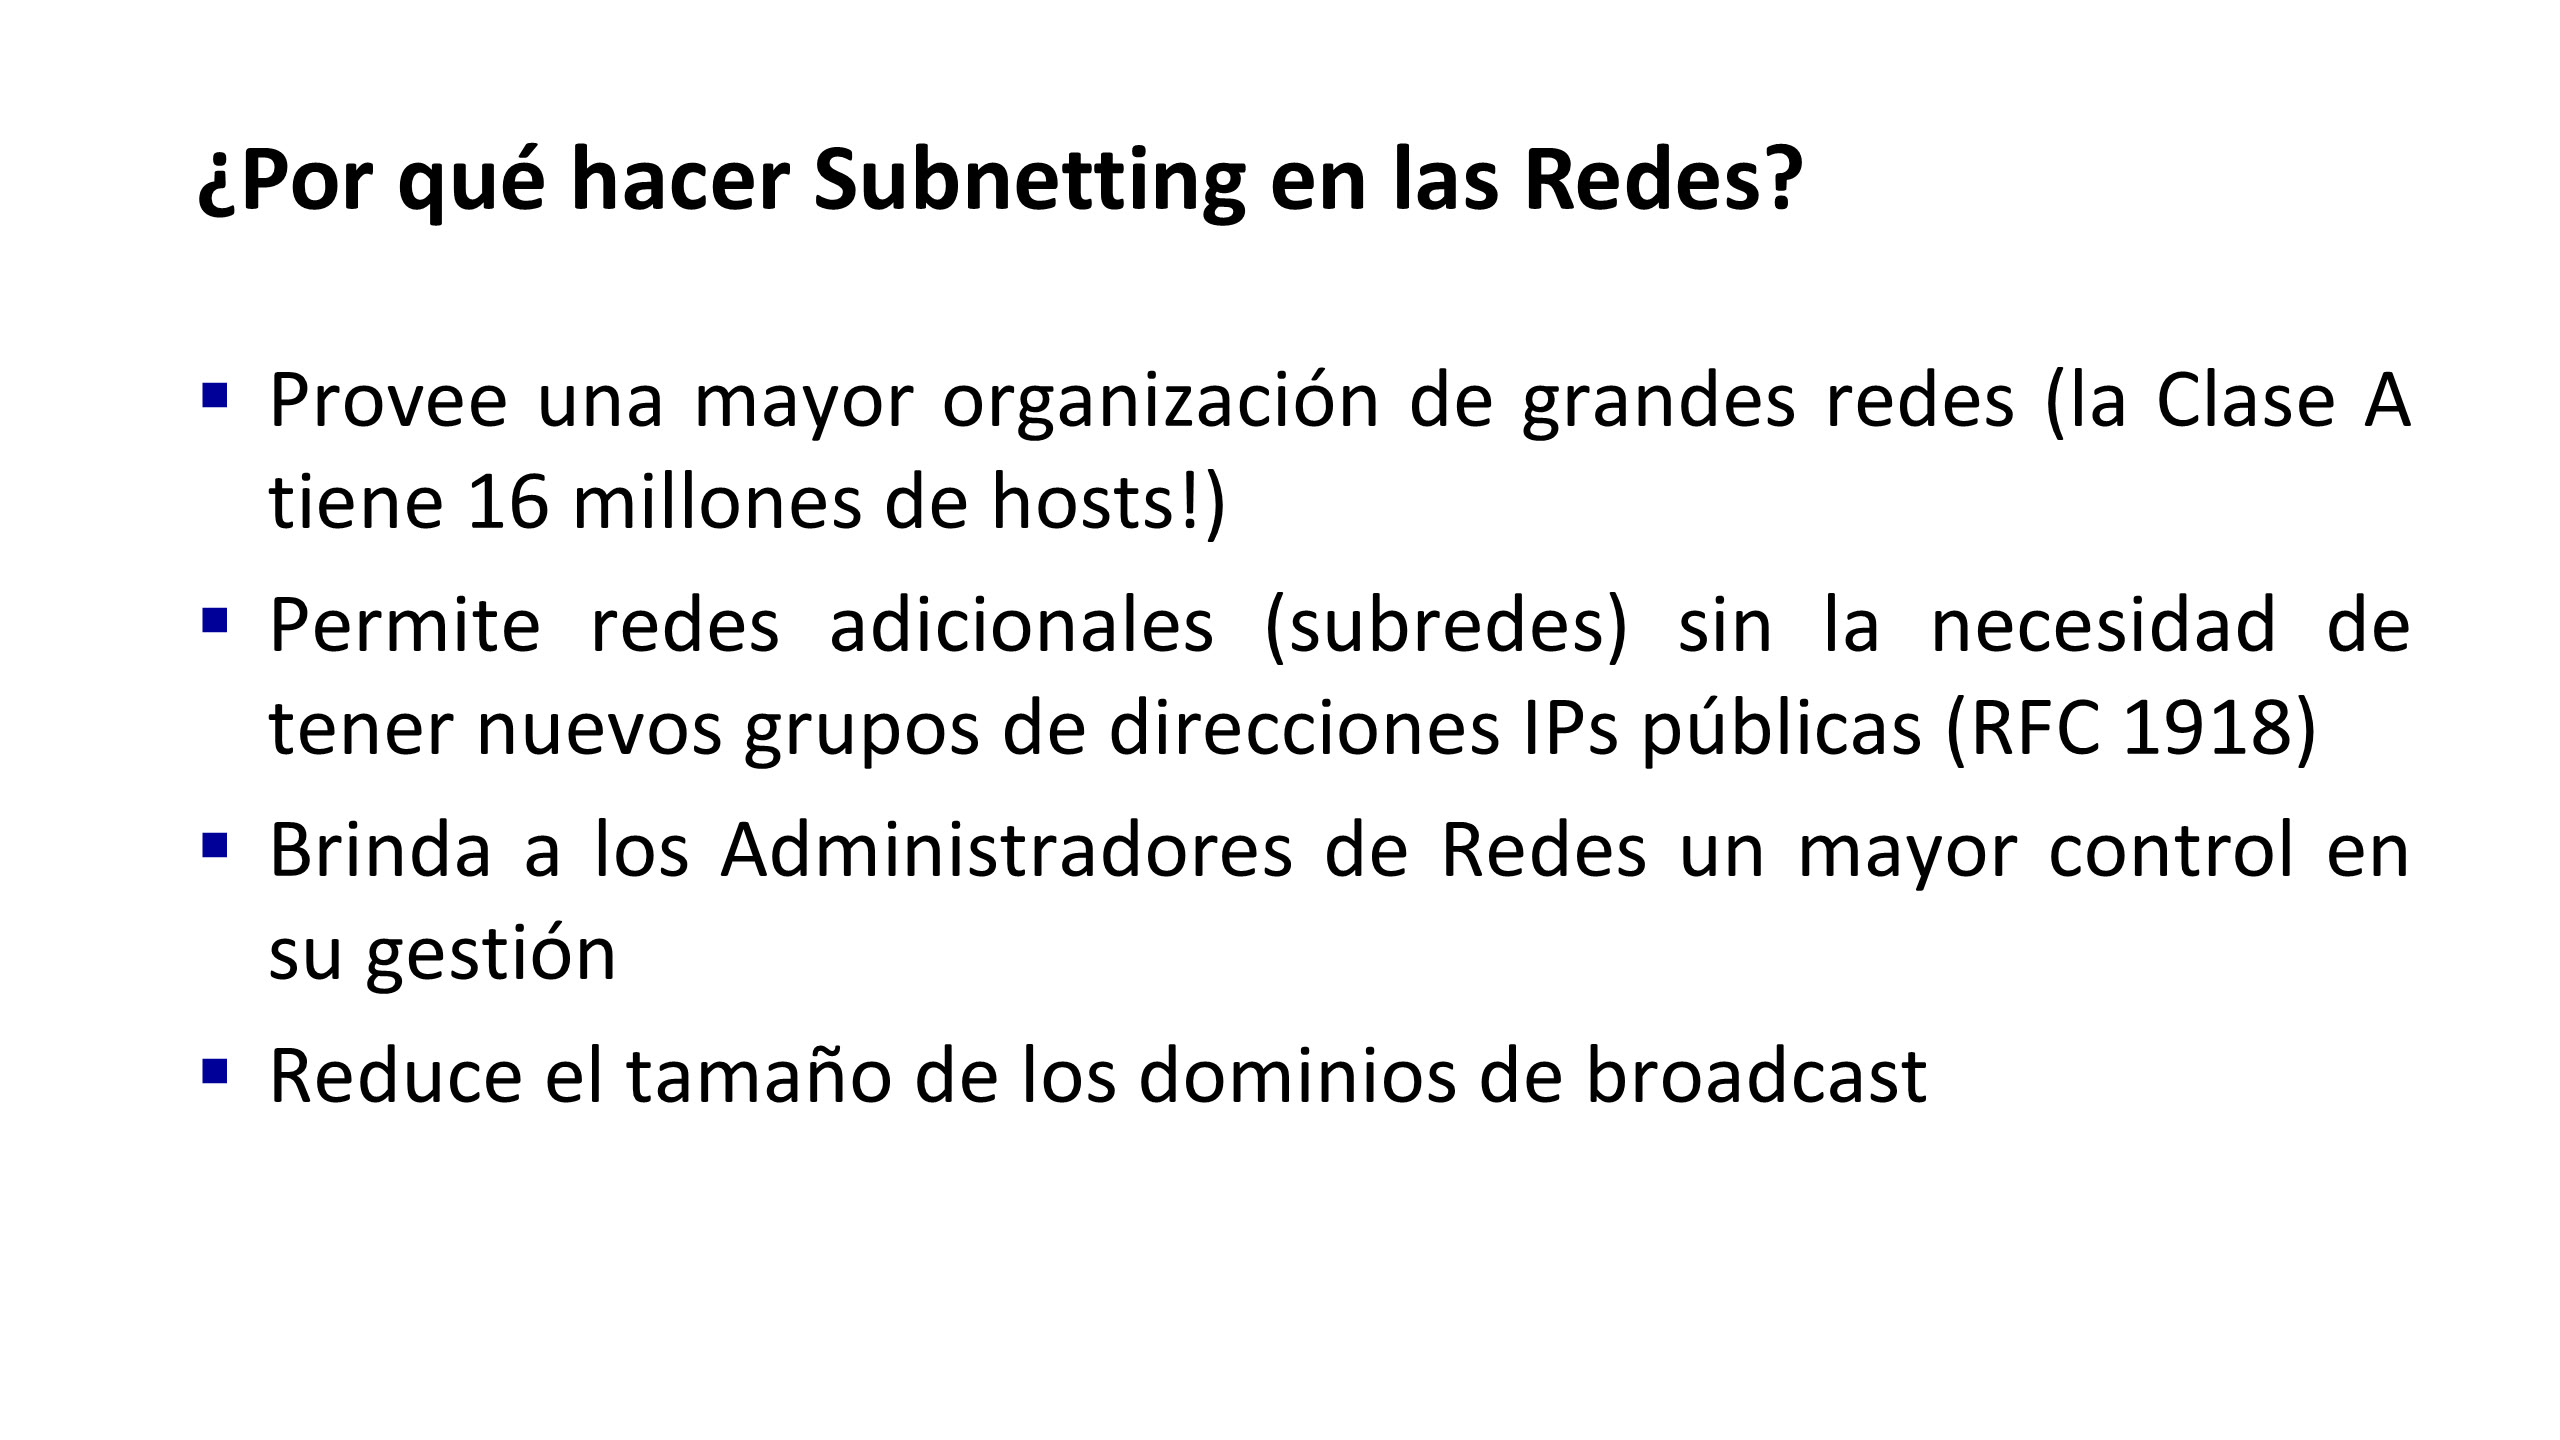 ¿Por qué hacer Subnetting en las Redes?
▪ Provee una mayor organización de grandes redes (la Clase A
tiene 16 millones de hosts!)
▪ Permite redes adicionales (subredes) sin la necesidad de
tener nuevos grupos de direcciones IPs públicas (RFC 1918)
▪ Brinda a los Administradores de Redes un mayor control en
su gestión
▪ Reduce el tamaño de los dominios de broadcast